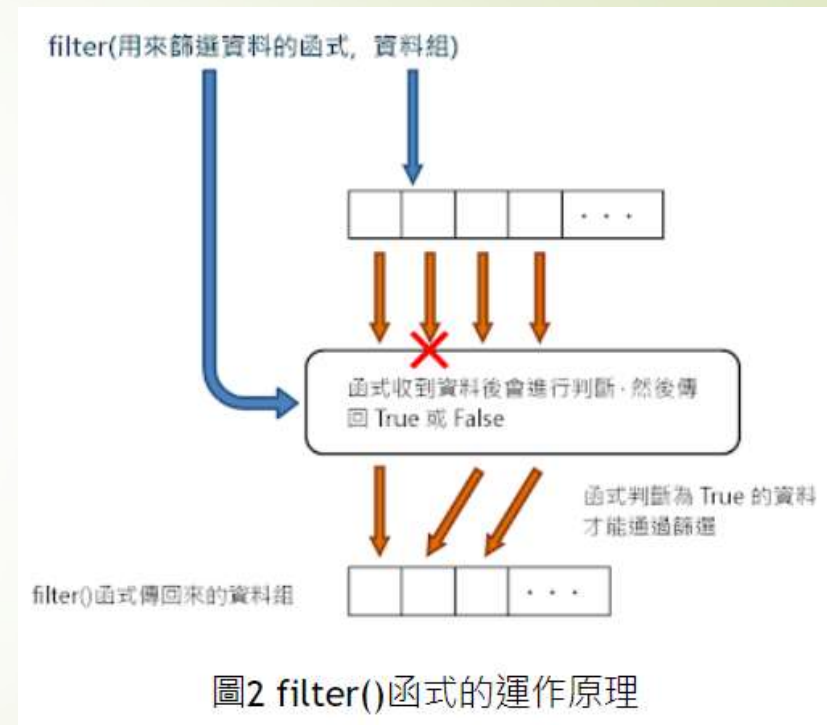 filter(用來篩選資料的函式, 資料組)
· · ·
函式收到資料後會進行判斷，然後傳
回 True 或 False
函式判斷為 True 的資料
才能通過篩選
filter()函式傳回來的資料組
· · ·
圖2 filter()函式的運作原理